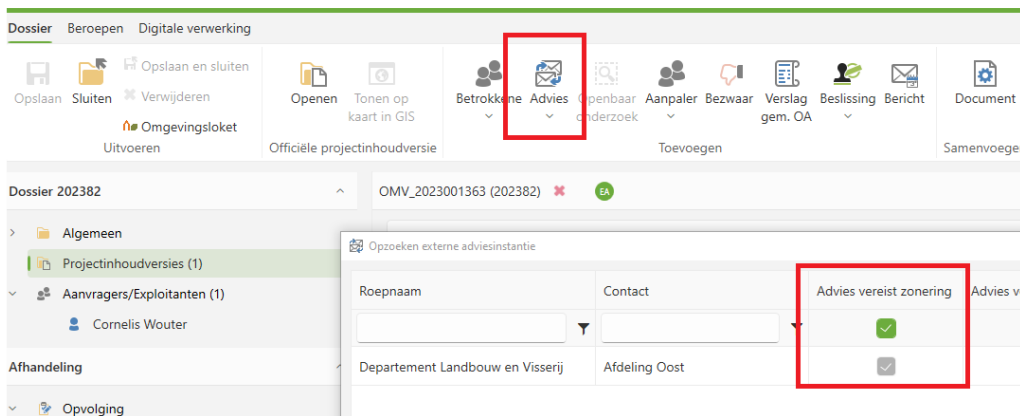 Dossier Beroepen Digitale verwerking
Opslaan Sluiten Opslaan en sluiten
Verwijderen
Omgevingsloket
Uitvoeren
Openen Tonen op
kaart in GIS
Officiële projectinhoudversie
Betrokkene Advies Openbaar
onderzoek Aanpaler Bezwaar Verslag
gem. OA Beslissing Bericht
Toevoegen
Document
Samenvoege
Dossier 202382
OMV_2023001363 (202382) EA
Algemeen
Projectinhoudversies (1)
Aanvragers/Exploitanten (1)
Cornelis Wouter
Afhandeling
Opvolging
Opzoeken externe adviesinstantie
Roepnaam Contact Advies vereist zonering Advies v
Departement Landbouw en Visserij Afdeling Oost